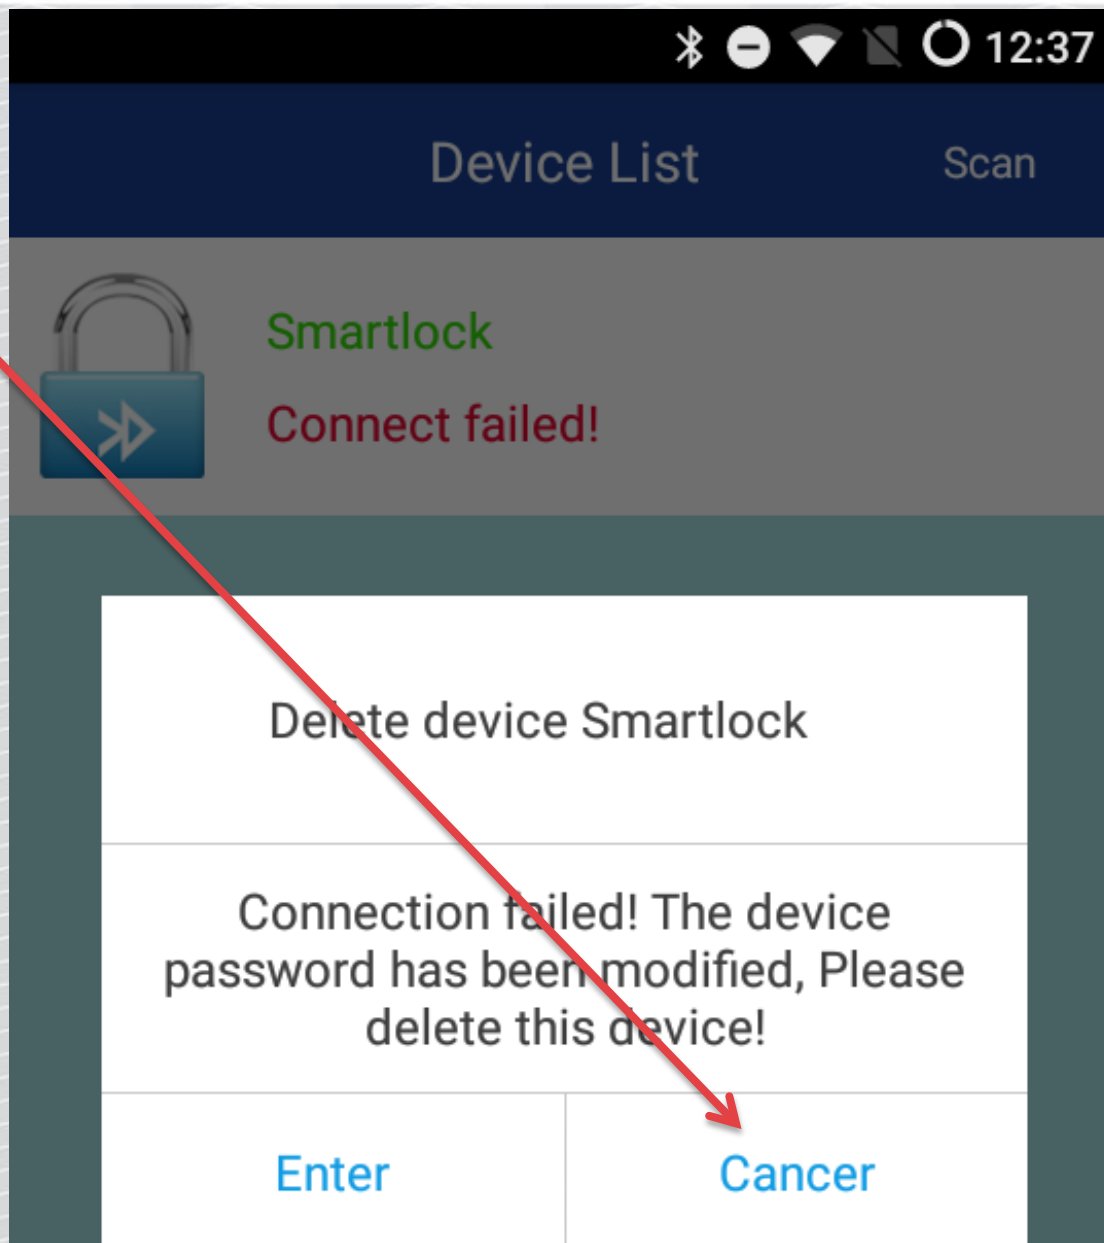 12:37
Device List
Scan
Smartlock
Connect failed!
Delete device Smartlock
Connection failed! The device
password has been modified, Please
delete this device!
Enter
Cancer